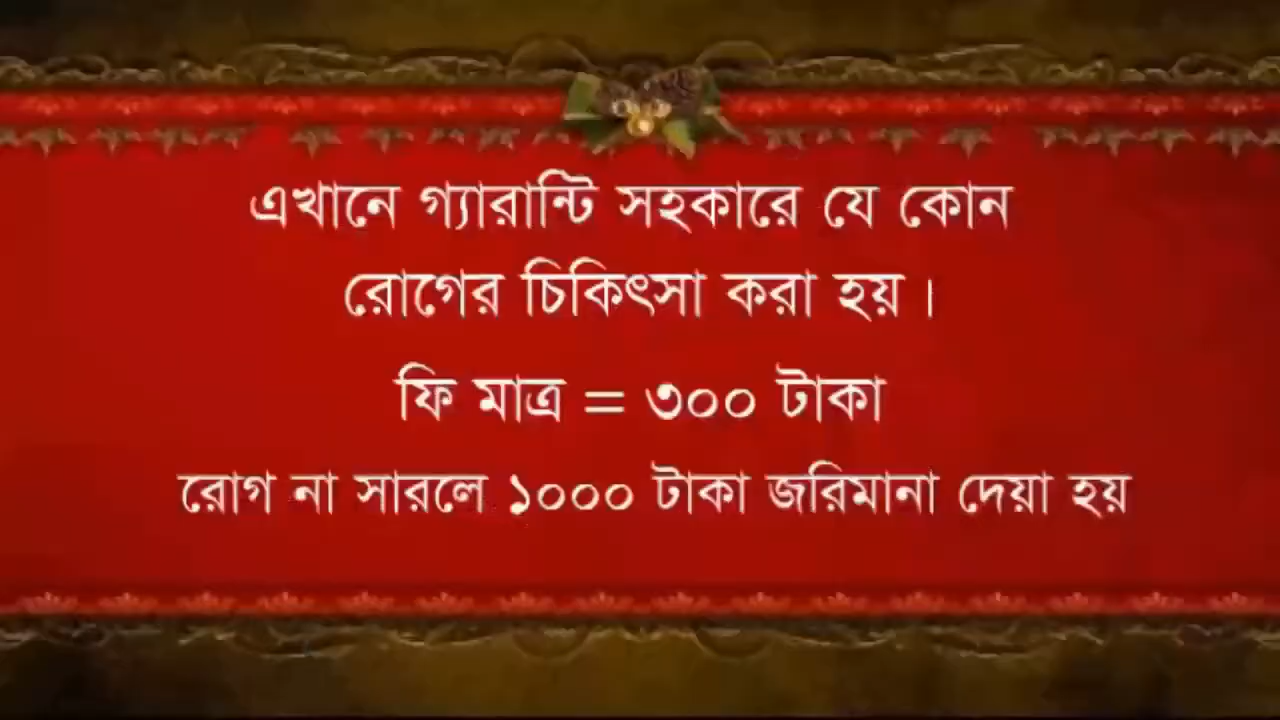 এখানে গ্যারান্টি সহকারে যে কোন
রোগের চিকিৎসা করা হয়।
ফি মাত্র = ৩০০ টাকা
রোগ না সারলে ১০০০ টাকা জরিমানা দেয়া হয়